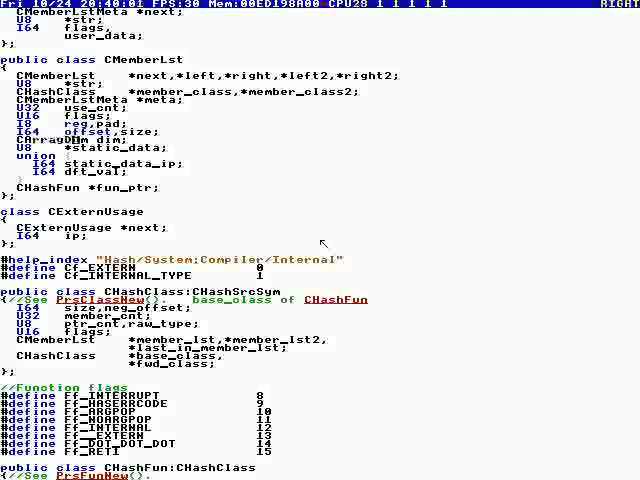 Fri 10/24 20:40:01 FPS:30 Mem:00ED198A00 CPU28 1 1 1 1 1 RIGHT
CMemberLstMeta *next;
U8 *str;
I64 flags,
user_data;
};
public class CMemberLst
{
CMemberLst *next,*left,*right,*left2,*right2;
U8 *str;
CHashClass *member_class,*member_class2;
CMemberLstMeta *meta;
U32 use_cnt;
U16 flags;
I8 reg,pad;
I64 offset,size;
CArrayDim dim;
U8 *static_data;
union {
I64 static_data_ip;
I64 dft_val;
}
CHashFun *fun_ptr;
};
class CExternUsage
{
CExternUsage *next;
I64 ip;
};
#help_index "Hash/System;Compiler/Internal"
#define Cf_EXTERN 0
#define Cf_INTERNAL_TYPE 1
public class CHashClass:CHashSrcSym
{//See PrsClassNew(). base_class of CHashFun
I64 size,neg_offset;
U32 member_cnt;
U8 ptr_cnt,raw_type;
U16 flags;
CMemberLst *member_lst,*member_lst2,
*last_in_member_lst;
CHashClass *base_class,
*fwd_class;
};
//Function flags
#define Ff_INTERRUPT 8
#define Ff_HASERRCODE 9
#define Ff_ARGPOP 10
#define Ff_NOARGPOP 11
#define Ff_INTERNAL 12
#define Ff__EXTERN 13
#define Ff_DOT_DOT_DOT 14
#define Ff_RETI 15
public class CHashFun:CHashClass
{//See PrsFunNew().